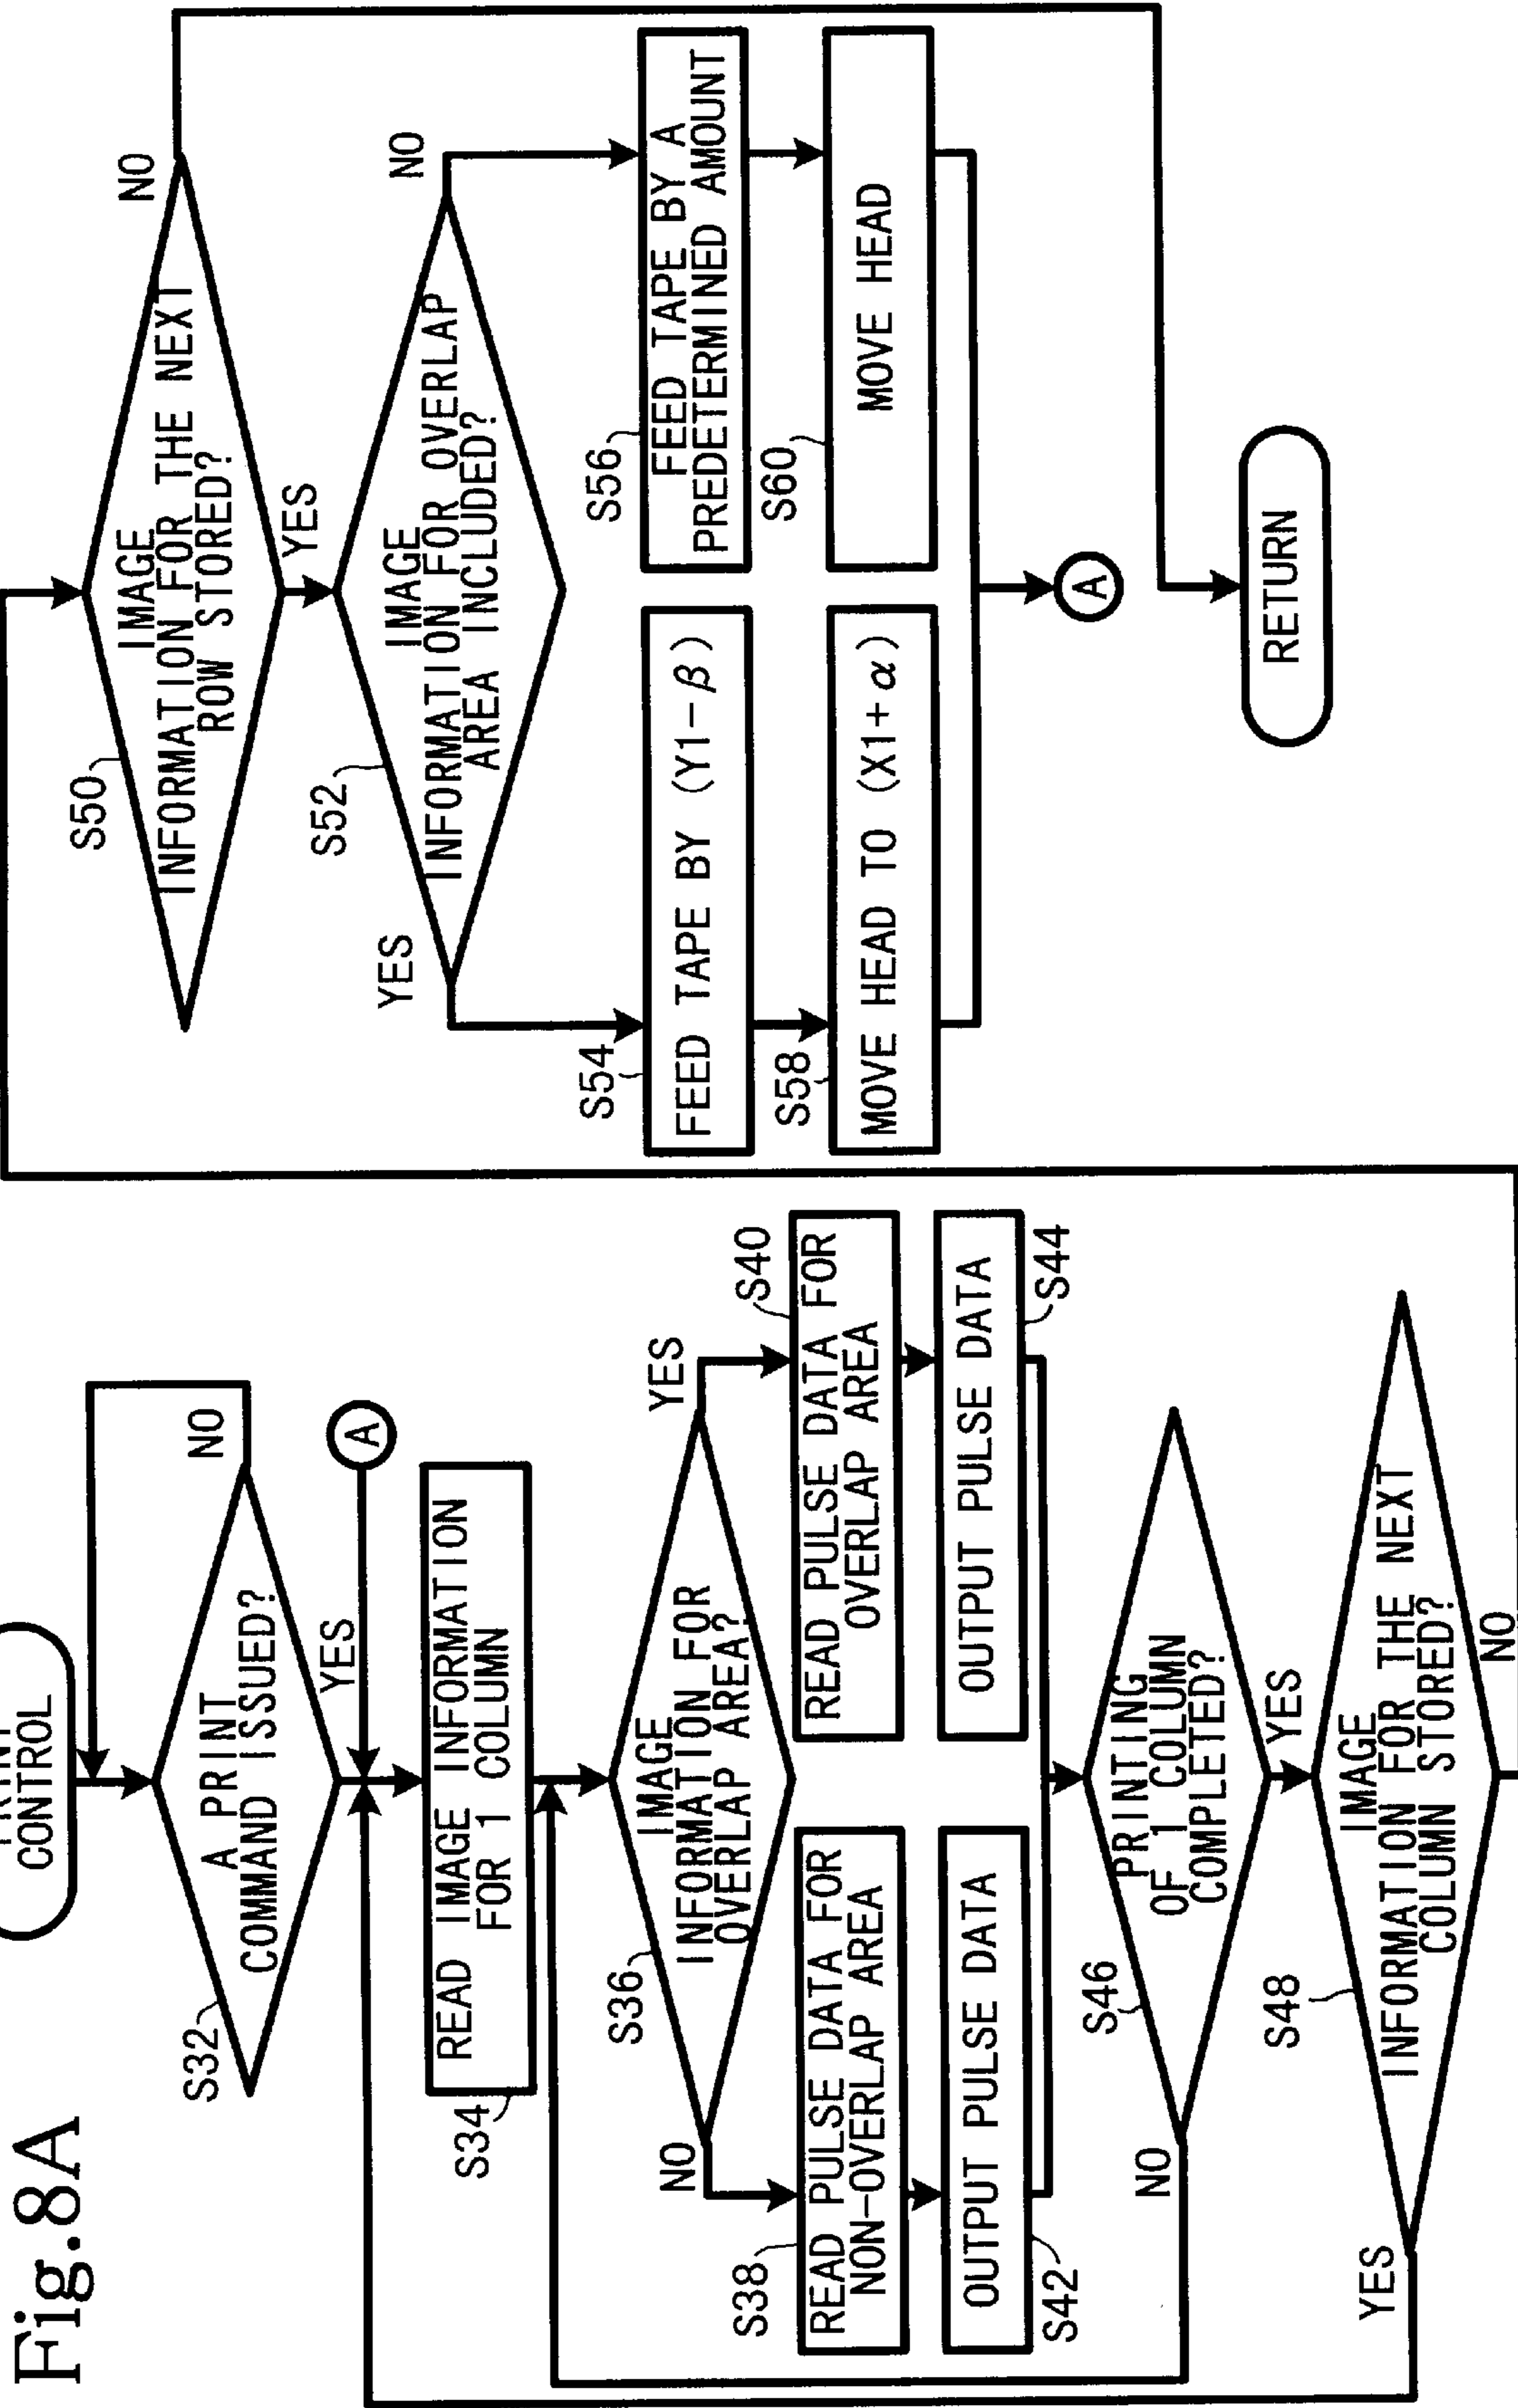 Fig.8A
CONTROL
S32
A PRINT
COMMAND ISSUED?
NO
YES
A
S34
READ IMAGE INFORMATION
FOR 1 COLUMN
S36
IMAGE
INFORMATION FOR
OVERLAP AREA?
NO
YES
S38
READ PULSE DATA FOR
NON-OVERLAP AREA
S40
READ PULSE DATA FOR
OVERLAP AREA
S42
OUTPUT PULSE DATA
OUTPUT PULSE DATA
S44
S46
PRINTING
OF 1 COLUMN
COMPLETED?
NO
YES
S48
IMAGE
INFORMATION FOR THE NEXT
COLUMN STORED?
YES
NO
S50
IMAGE
INFORMATION FOR THE NEXT
ROW STORED?
NO
YES
S52
IMAGE
INFORMATION FOR OVERLAP
AREA INCLUDED?
YES
NO
S54
FEED TAPE BY (Y1-β)
S56
FEED TAPE BY A
PREDETERMINED AMOUNT
S58
MOVE HEAD TO (X1+α)
S60
MOVE HEAD
A
RETURN